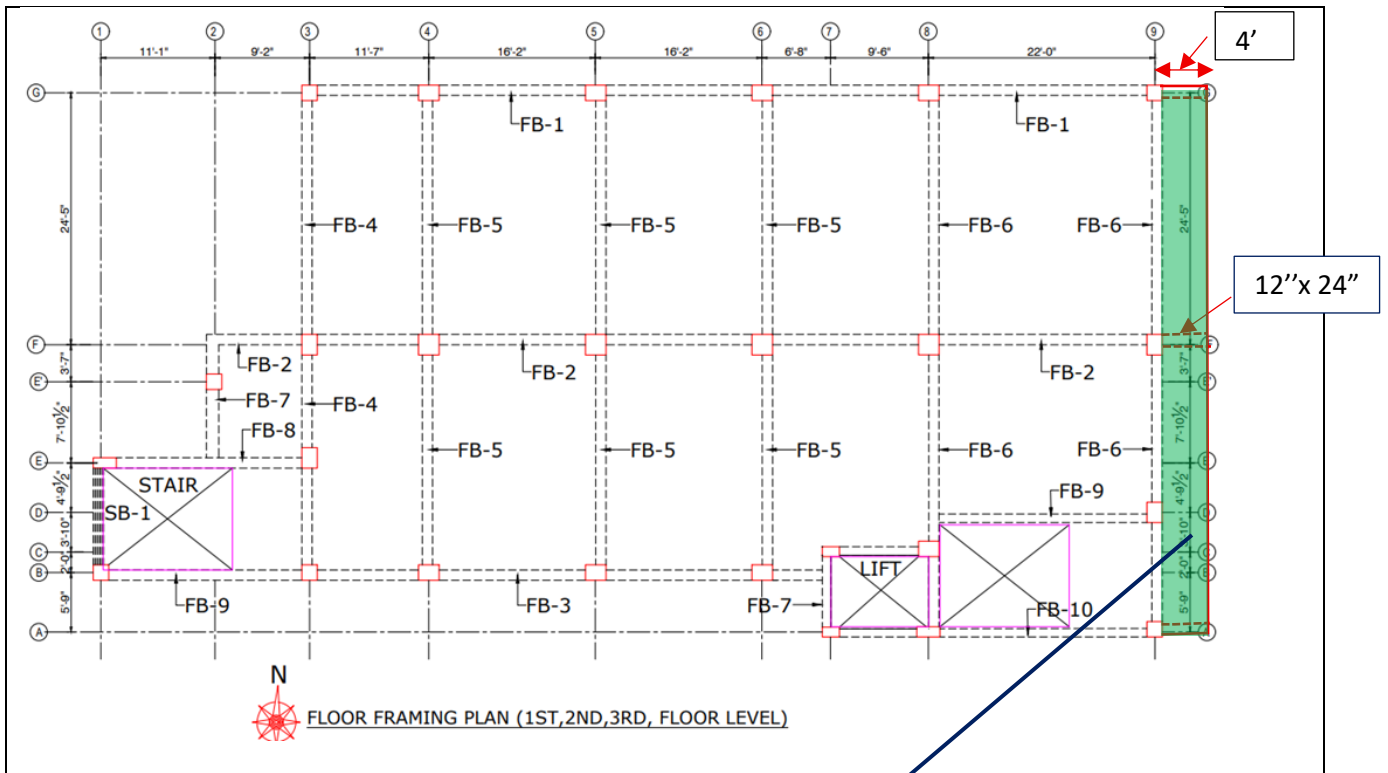 1 2 3 4 5 6 7 8 9
4’
11'-1" 9'-2" 11'-7" 16'-2" 16'-2" 6'-8" 9'-6" 22'-0"
G
FB-1 FB-1
24'-5" 24'-5"
FB-4 FB-5 FB-5 FB-5 FB-6 FB-6
12’’x 24”
F F
3'-7" 3'-7"
FB-2 FB-2 FB-2
E' E'
FB-7 FB-4
7'-10½" 7'-10½"
FB-8
FB-5 FB-5 FB-5 FB-6 FB-6
E E
STAIR
4'-9½" 4'-9½"
FB-9
SB-1
D D
3'-10"
C C
2'-0" 2'-0"
LIFT
B B
FB-9 FB-3 FB-7 FB-10
5'-9" 5'-9"
A A
N
FLOOR FRAMING PLAN (1ST,2ND,3RD, FLOOR LEVEL)